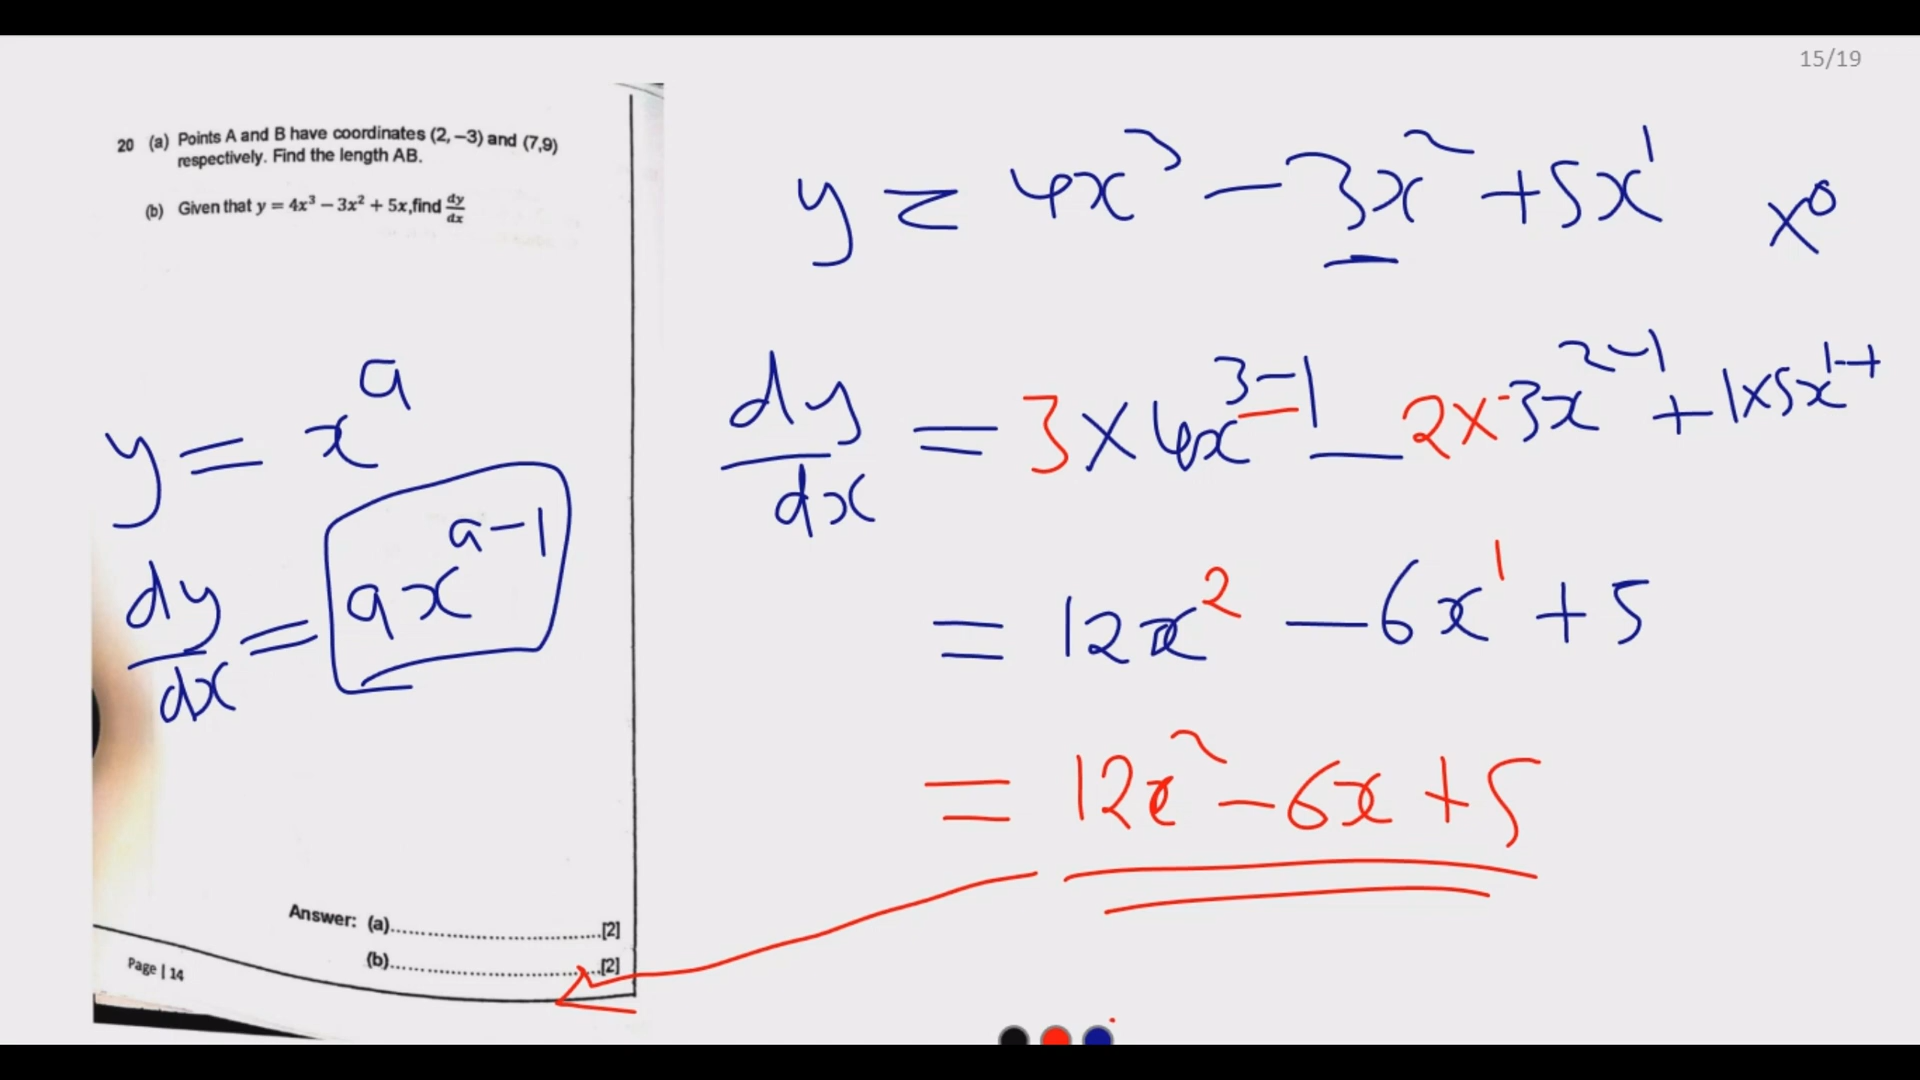 15/19
20 (a) Points A and B have coordinates (2, −3) and (7,9)
respectively. Find the length AB.
(b) Given that y = 4x³ − 3x² + 5x,find dy/dx
y = x^a
dy/dx = ax^(a−1)
Answer: (a)..........................................[2]
(b)..........................................[2]
Page | 14
y = 4x³ − 3x² + 5x¹ x⁰
dy/dx = 3 × 4x^(3−1) − 2 × 3x^(2−1) + 1×5x^(1−1)
= 12x² − 6x¹ + 5
= 12x² − 6x + 5